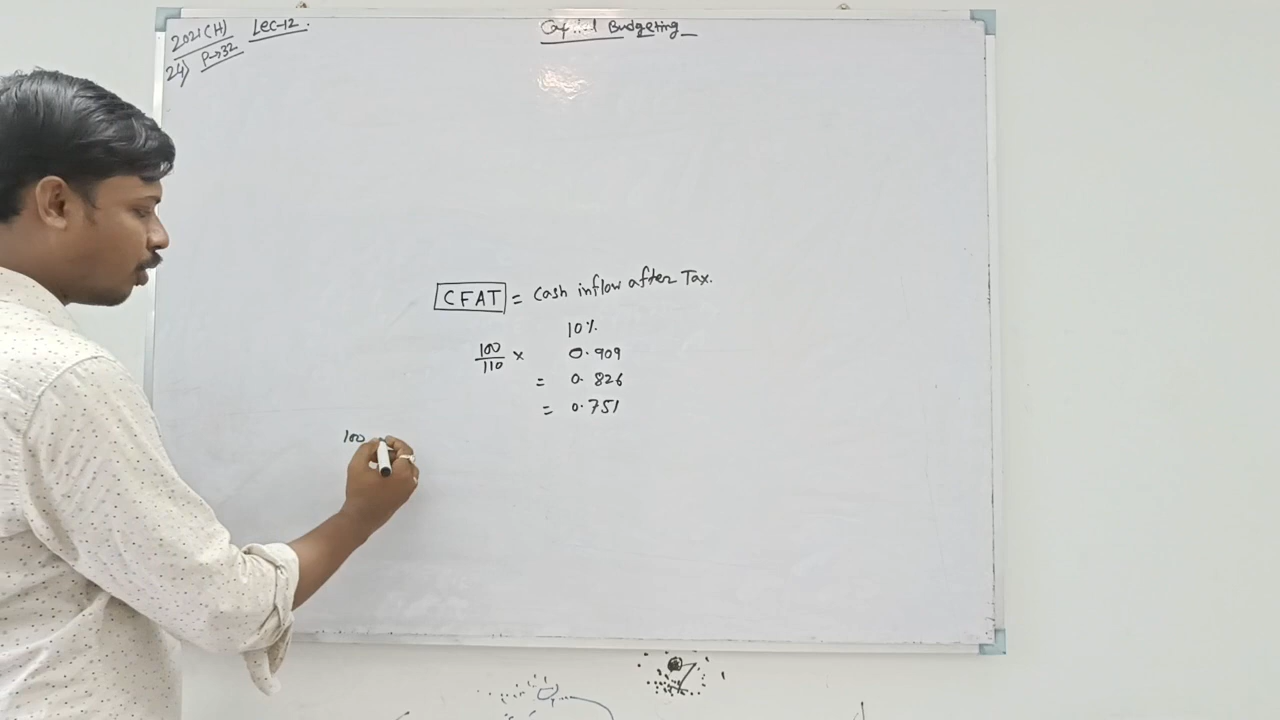 2021(H) Lec-12.
24) P→32
Capital Budgeting
CFAT = Cash inflow after Tax.
10%
100/110 × 0.909
= 0.826
= 0.751
100